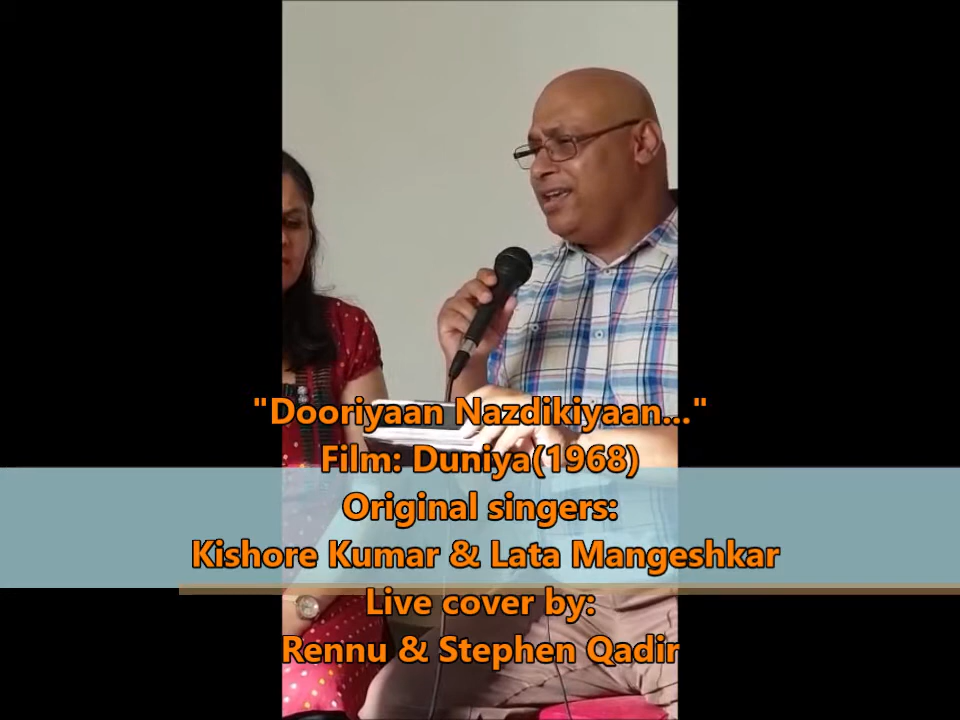 "Dooriyaan Nazdikiyaan..."
Film: Duniya(1968)
Original singers:
Kishore Kumar & Lata Mangeshkar
Live cover by:
Rennu & Stephen Qadir